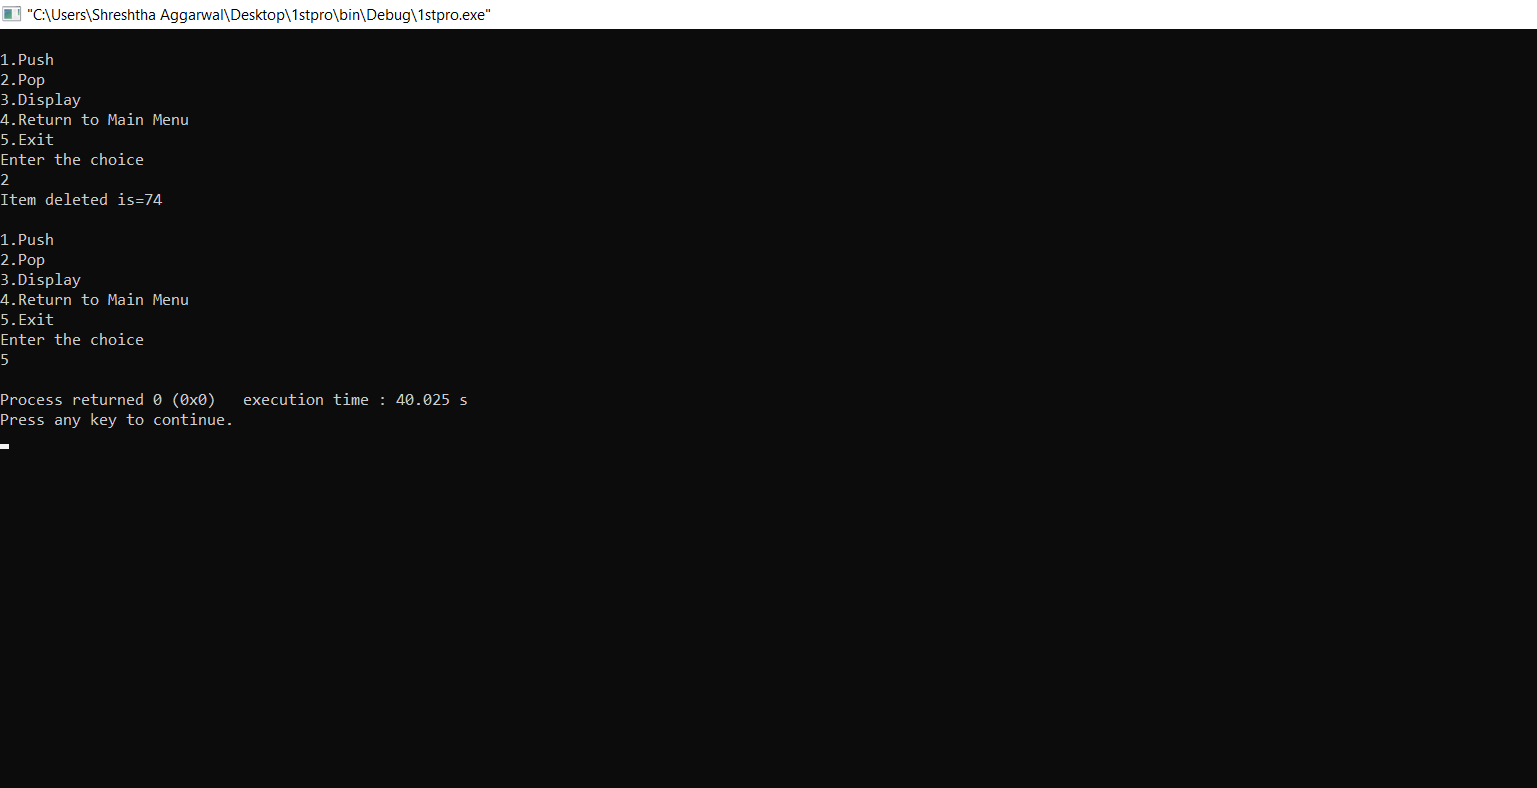 "C:\Users\Shreshtha Aggarwal\Desktop\1stpro\bin\Debug\1stpro.exe"
1.Push
2.Pop
3.Display
4.Return to Main Menu
5.Exit
Enter the choice
2
Item deleted is=74
1.Push
2.Pop
3.Display
4.Return to Main Menu
5.Exit
Enter the choice
5
Process returned 0 (0x0)   execution time : 40.025 s
Press any key to continue.